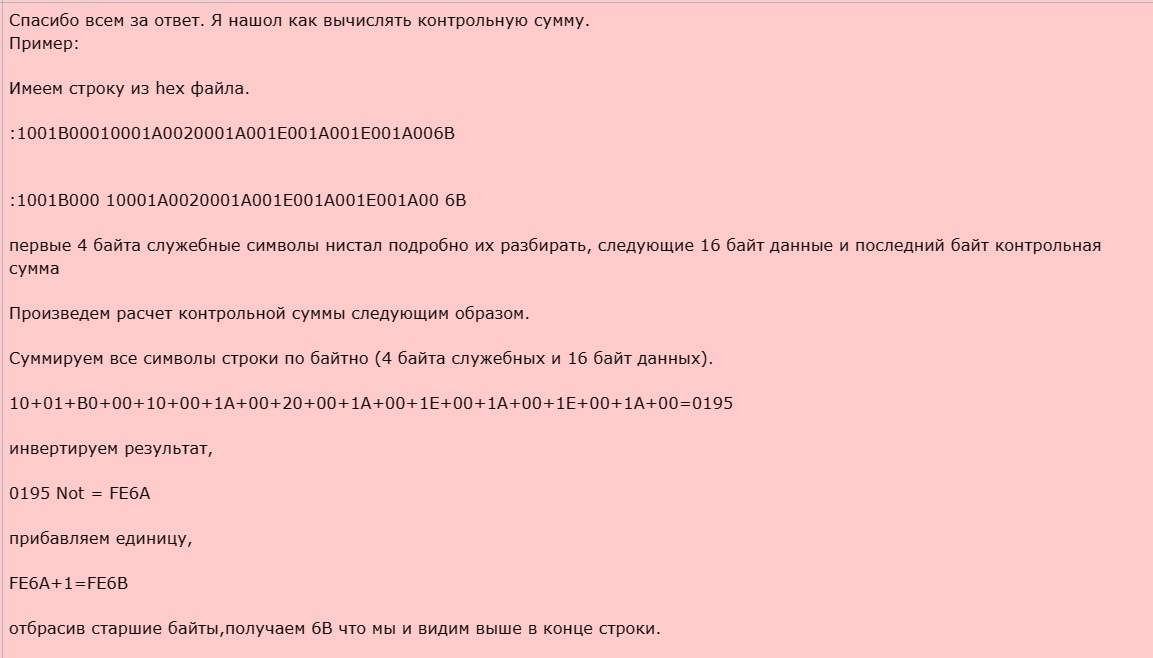 Спасибо всем за ответ. Я нашол как вычислять контрольную сумму.
Пример:
Имеем строку из hex файла.
:1001B00010001A0020001A001E001A001E001A006B
:1001B000 10001A0020001A001E001A001E001A00 6B
первые 4 байта служебные символы нистал подробно их разбирать, следующие 16 байт данные и последний байт контрольная
сумма
Произведем расчет контрольной суммы следующим образом.
Суммируем все символы строки по байтно (4 байта служебных и 16 байт данных).
10+01+B0+00+10+00+1A+00+20+00+1A+00+1E+00+1A+00+1E+00+1A+00=0195
инвертируем результат,
0195 Not = FE6A
прибавляем единицу,
FE6A+1=FE6B
отбрасив старшие байты,получаем 6B что мы и видим выше в конце строки.